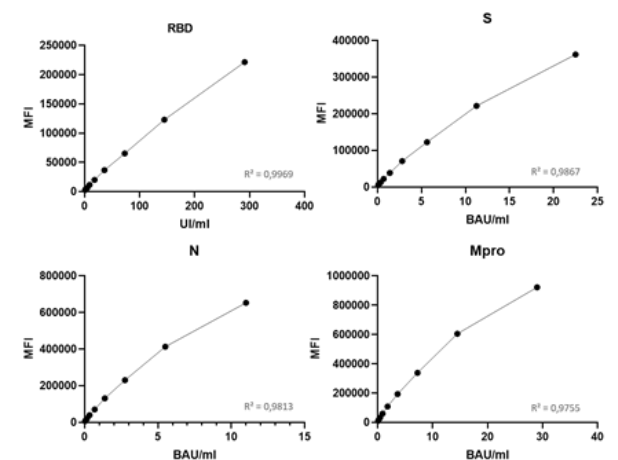 RBD
250000
200000
150000
100000
50000
0
MFI
R² = 0,9969
0 100 200 300 400
UI/ml
S
400000
300000
200000
100000
0
MFI
R² = 0,9867
0 5 10 15 20 25
BAU/ml
N
800000
600000
400000
200000
0
MFI
R² = 0,9813
0 5 10 15
BAU/ml
Mpro
1000000
800000
600000
400000
200000
0
MFI
R² = 0,9755
0 10 20 30 40
BAU/ml